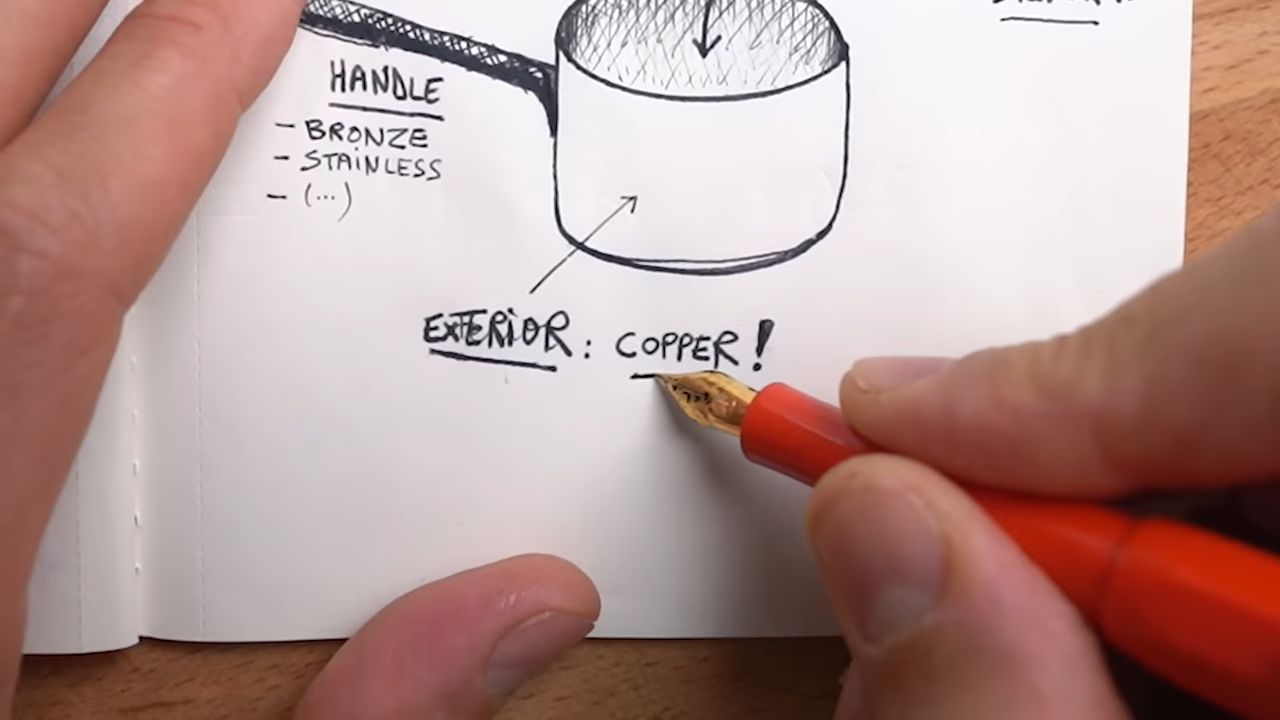 HANDLE
- BRONZE
- STAINLESS
- (...)
EXTERIOR: COPPER!